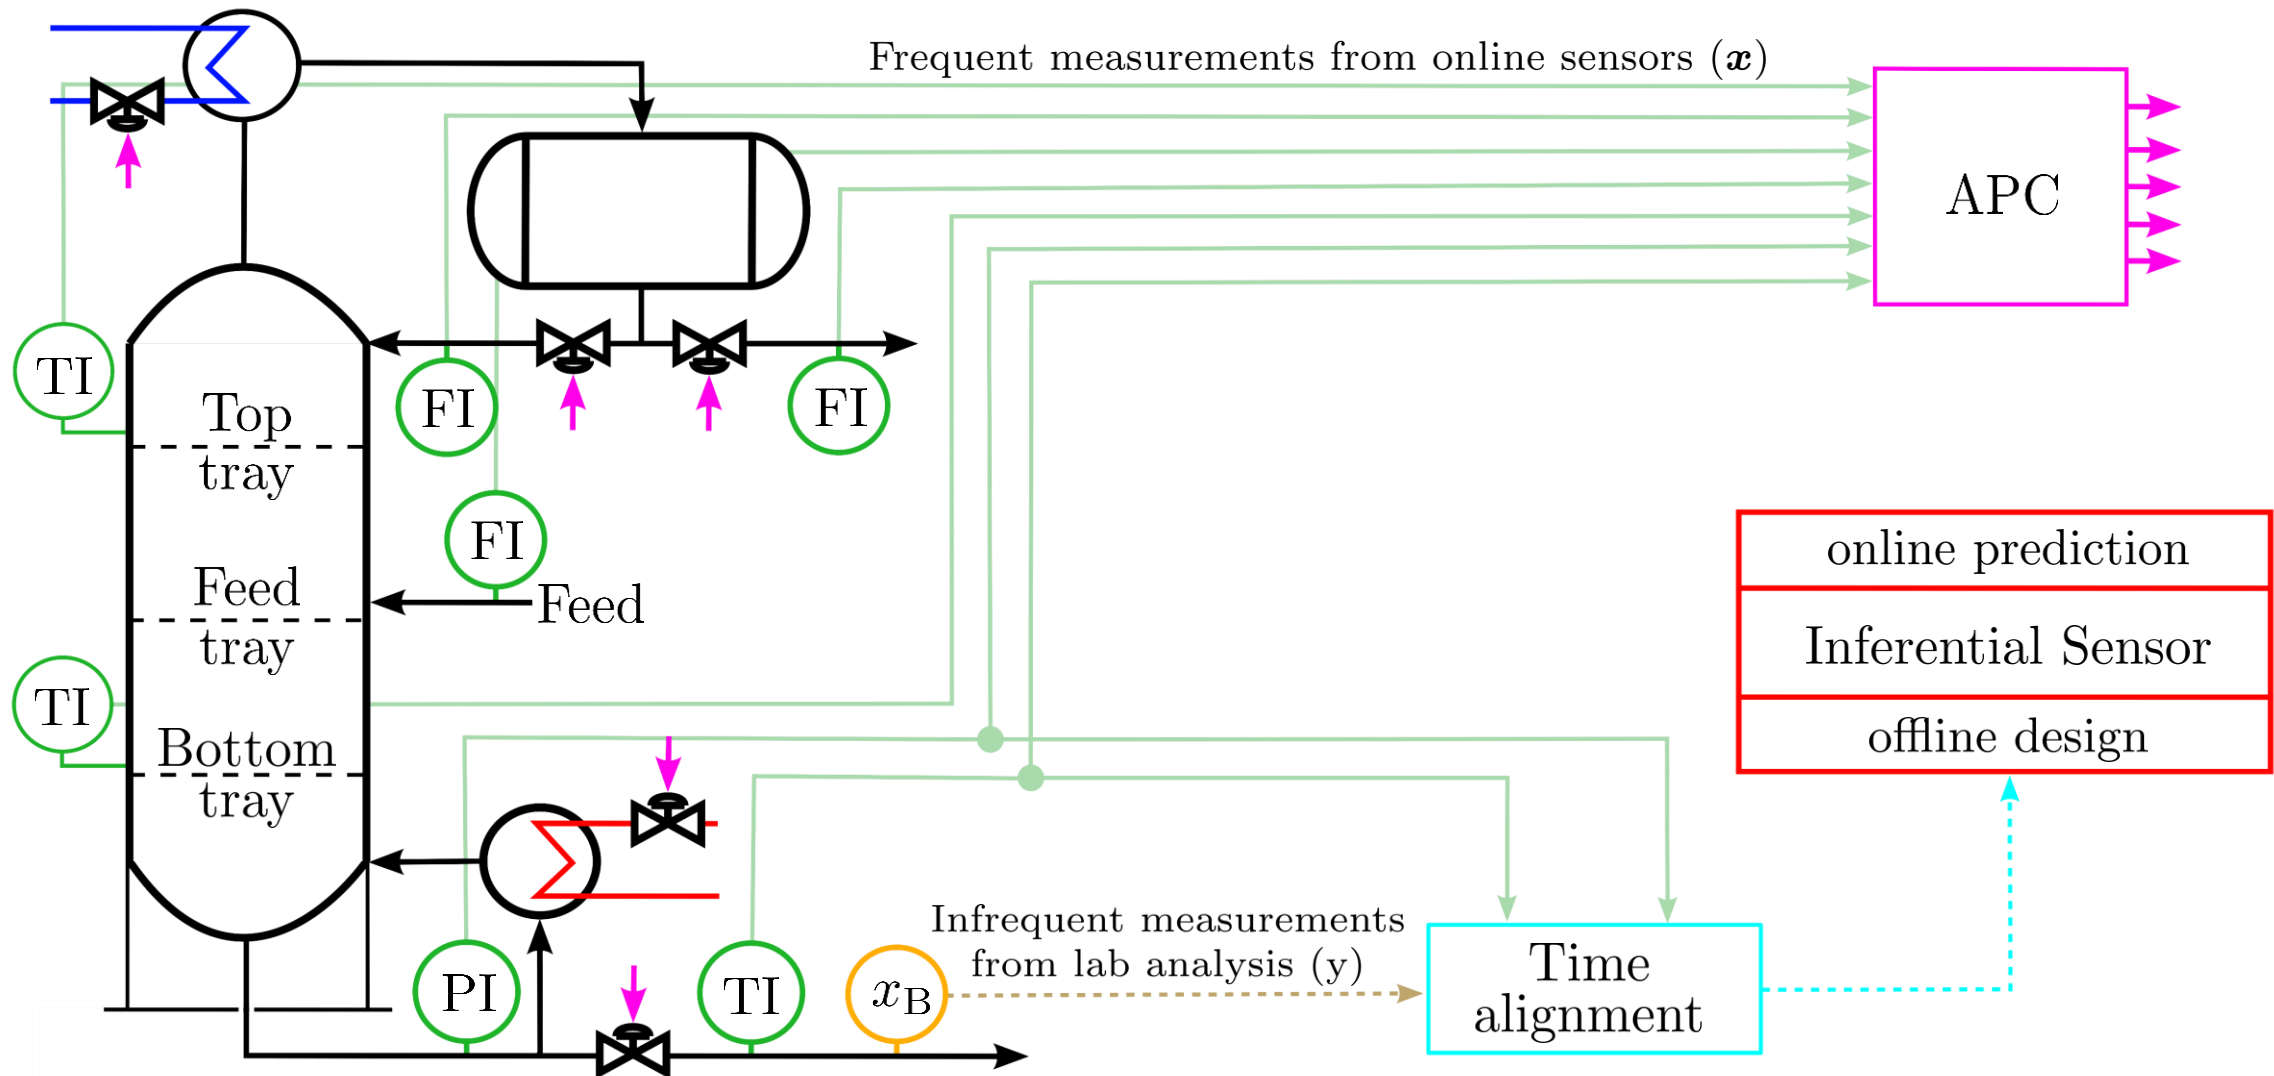 Frequent measurements from online sensors (x)
APC
TI
FI
FI
Top
tray
FI
Feed
Feed
tray
TI
Bottom
tray
online prediction
Inferential Sensor
offline design
Infrequent measurements
from lab analysis (y)
PI
TI
xB
Time
alignment